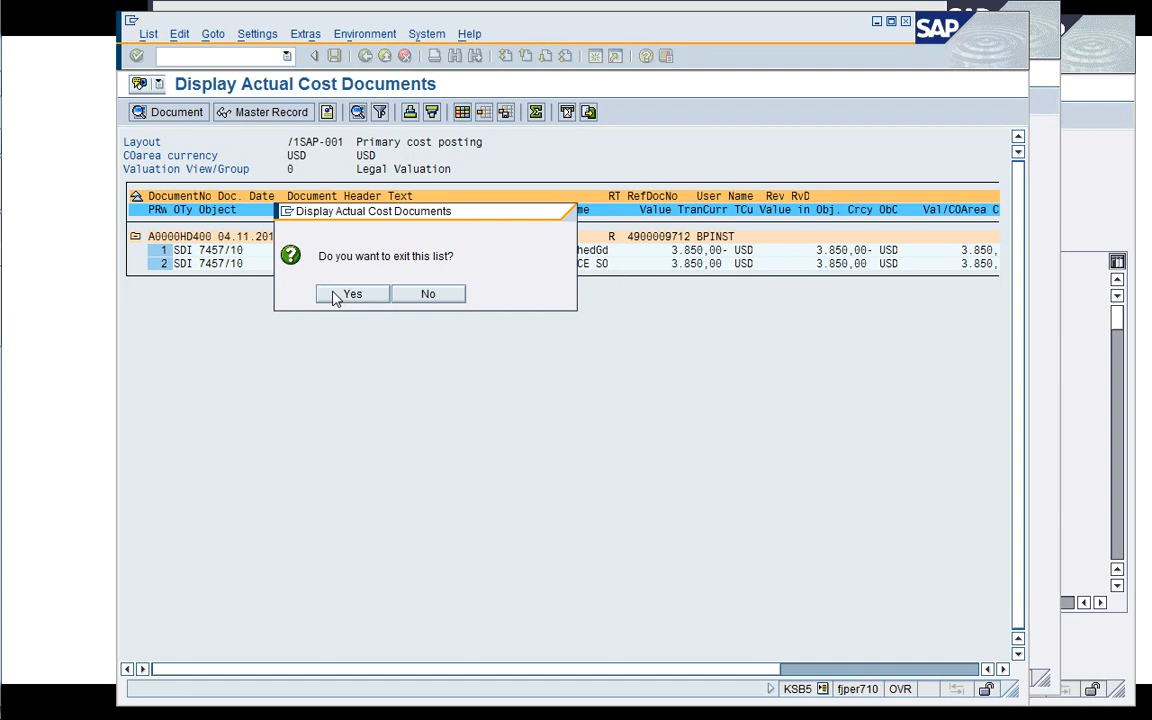 List Edit Goto Settings Extras Environment System Help
SAP
Display Actual Cost Documents
Document Master Record
Layout /1SAP-001 Primary cost posting
COarea currency USD USD
Valuation View/Group 0 Legal Valuation
DocumentNo Doc. Date Document Header Text RT RefDocNo User Name Rev RvD
PRw OTy Object me Value TranCurr TCu Value in Obj. Crcy ObC Val/COArea C
Display Actual Cost Documents
A0000HD400 04.11.201 R 4900009712 BPINST
1 SDI 7457/10 hedGd 3.850,00- USD 3.850,00- USD 3.850,
2 SDI 7457/10 CE SO 3.850,00 USD 3.850,00 USD 3.850,
Do you want to exit this list?
Yes No
KSB5 fjper710 OVR